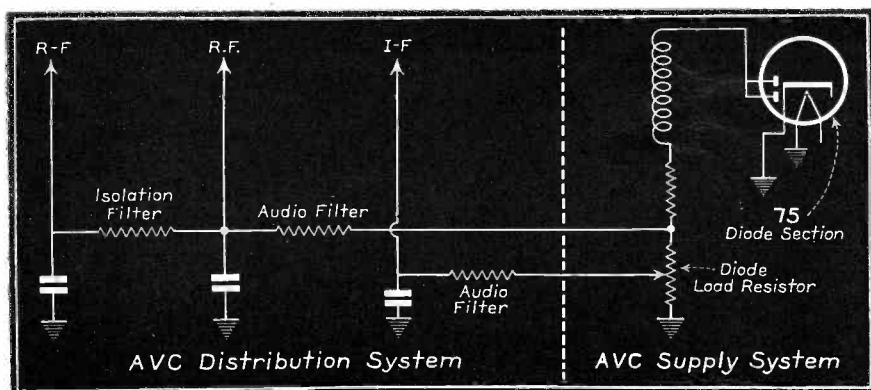 R-F
R.F.
I-F
Isolation
Filter
Audio Filter
Audio
Filter
75
Diode Section
Diode
Load Resistor
AVC Distribution System
AVC Supply System